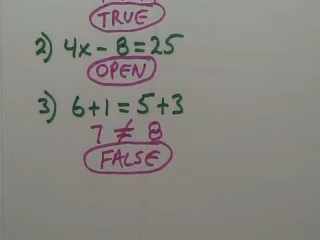 TRUE
2) 4x - 8 = 25
OPEN
3) 6 + 1 = 5 + 3
7 ≠ 8
FALSE